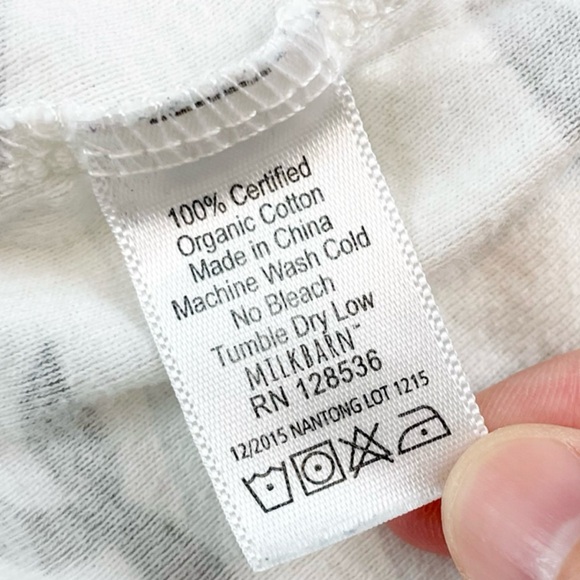 100% Certified
Organic Cotton
Made in China
Machine Wash Cold
No Bleach
Tumble Dry Low
MILKBARN™
RN 128536
12/2015 NANTONG LOT 1215